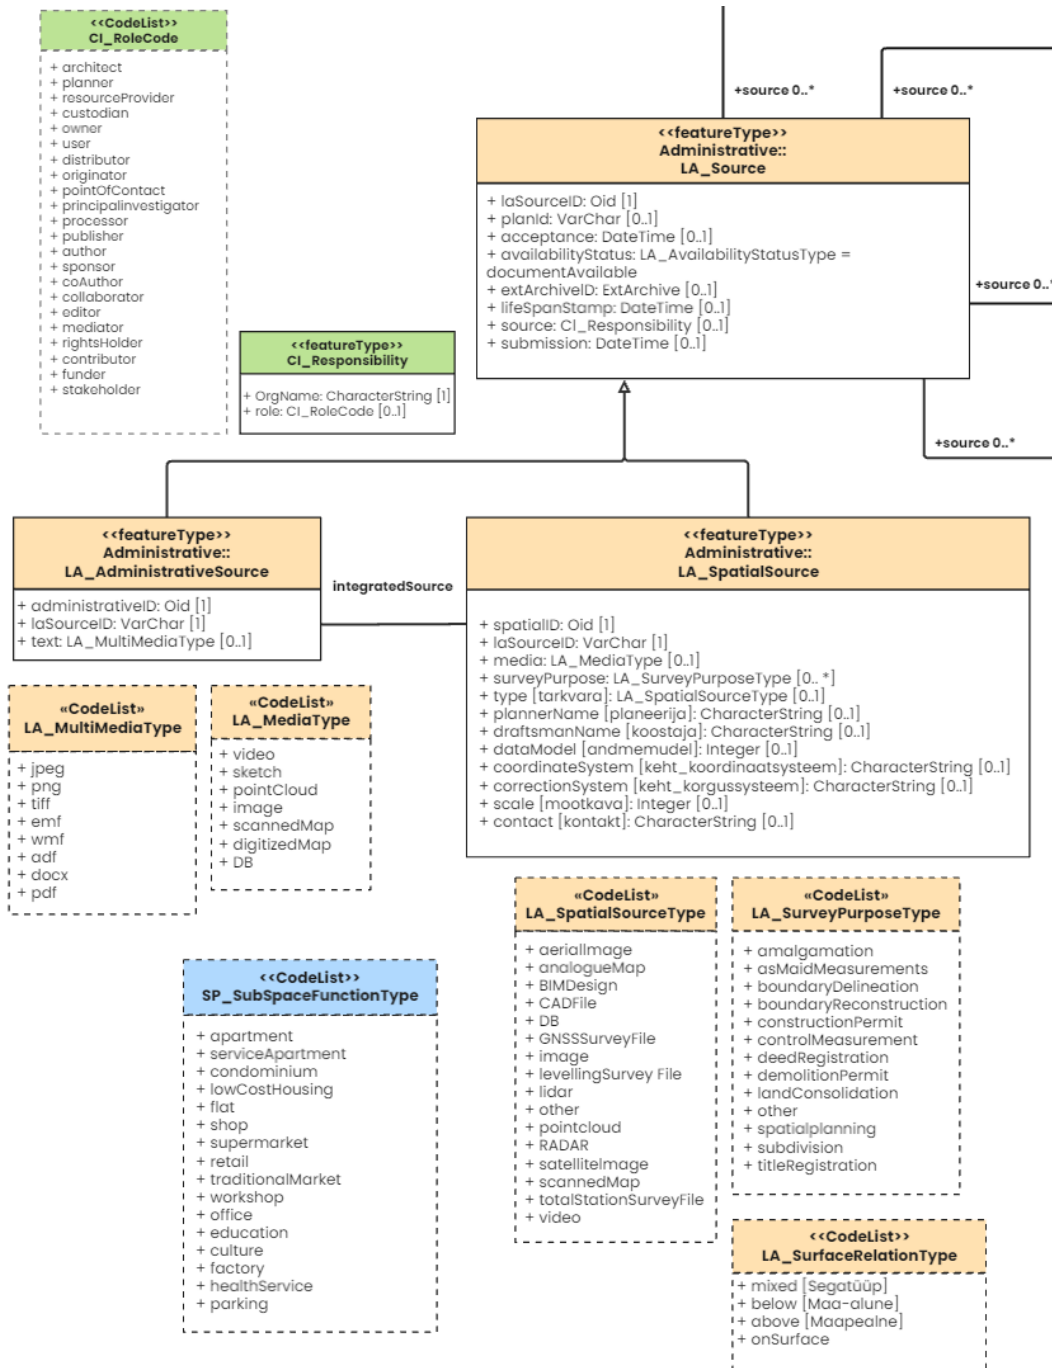 <<CodeList>>
CI_RoleCode
+ architect
+ planner
+ resourceProvider
+ custodian
+ owner
+ user
+ distributor
+ originator
+ pointOfContact
+ principalinvestigator
+ processor
+ publisher
+ author
+ sponsor
+ coAuthor
+ collaborator
+ editor
+ mediator
+ rightsHolder
+ contributor
+ funder
+ stakeholder
<<featureType>>
CI_Responsibility
+ OrgName: CharacterString [1]
+ role: CI_RoleCode [0..1]
+source 0..*
+source 0..*
<<featureType>>
Administrative::
LA_Source
+ laSourceID: Oid [1]
+ planId: VarChar [0..1]
+ acceptance: DateTime [0..1]
+ availabilityStatus: LA_AvailabilityStatusType =
documentAvailable
+ extArchiveID: ExtArchive [0..1]
+ lifeSpanStamp: DateTime [0..1]
+ source: CI_Responsibility [0..1]
+ submission: DateTime [0..1]
+source 0..*
+source 0..*
<<featureType>>
Administrative::
LA_AdministrativeSource
+ administrativeID: Oid [1]
+ laSourceID: VarChar [1]
+ text: LA_MultiMediaType [0..1]
integratedSource
<<featureType>>
Administrative::
LA_SpatialSource
+ spatialID: Oid [1]
+ laSourceID: VarChar [1]
+ media: LA_MediaType [0..1]
+ surveyPurpose: LA_SurveyPurposeType [0.. *]
+ type [tarkvara]: LA_SpatialSourceType [0..1]
+ plannerName [planeerija]: CharacterString [0..1]
+ draftsmanName [koostaja]: CharacterString [0..1]
+ dataModel [andmemudel]: Integer [0..1]
+ coordinateSystem [keht_koordinaatsysteem]: CharacterString [0..1]
+ correctionSystem [keht_korgussysteem]: CharacterString [0..1]
+ scale [mootkava]: Integer [0..1]
+ contact [kontakt]: CharacterString [0..1]
«CodeList»
LA_MultiMediaType
+ jpeg
+ png
+ tiff
+ emf
+ wmf
+ adf
+ docx
+ pdf
«CodeList»
LA_MediaType
+ video
+ sketch
+ pointCloud
+ image
+ scannedMap
+ digitizedMap
+ DB
«CodeList»
LA_SpatialSourceType
+ aerialImage
+ analogueMap
+ BIMDesign
+ CADFile
+ DB
+ GNSSSurveyFile
+ image
+ levellingSurvey File
+ lidar
+ other
+ pointcloud
+ RADAR
+ satelliteImage
+ scannedMap
+ totalStationSurveyFile
+ video
«CodeList»
LA_SurveyPurposeType
+ amalgamation
+ asMaidMeasurements
+ boundaryDelineation
+ boundaryReconstruction
+ constructionPermit
+ controlMeasurement
+ deedRegistration
+ demolitionPermit
+ landConsolidation
+ other
+ spatialplanning
+ subdivision
+ titleRegistration
<<CodeList>>
SP_SubSpaceFunctionType
+ apartment
+ serviceApartment
+ condominium
+ lowCostHousing
+ flat
+ shop
+ supermarket
+ retail
+ traditionalMarket
+ workshop
+ office
+ education
+ culture
+ factory
+ healthService
+ parking
<<CodeList>>
LA_SurfaceRelationType
+ mixed [Segatüüp]
+ below [Maa-alune]
+ above [Maapealne]
+ onSurface